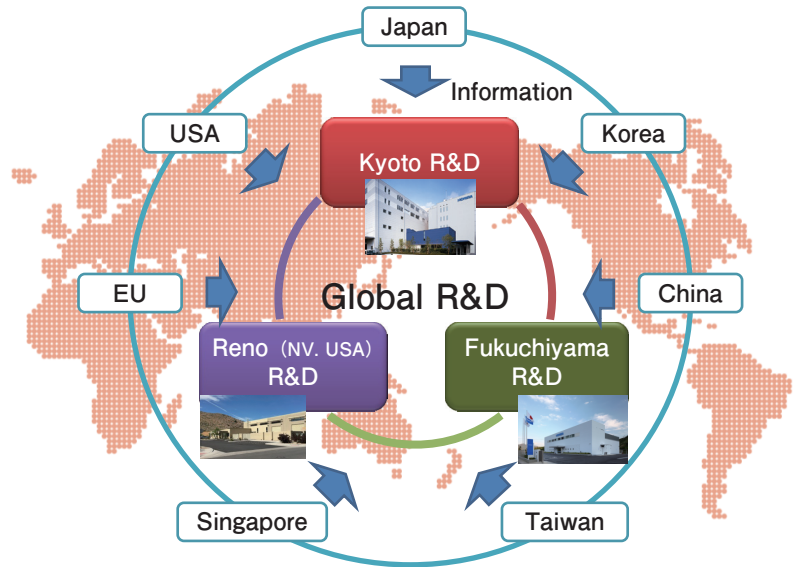 Japan
Information
USA
Korea
Kyoto R&D
EU
Global R&D
China
Reno（NV. USA）
R&D
Fukuchiyama
R&D
Singapore
Taiwan